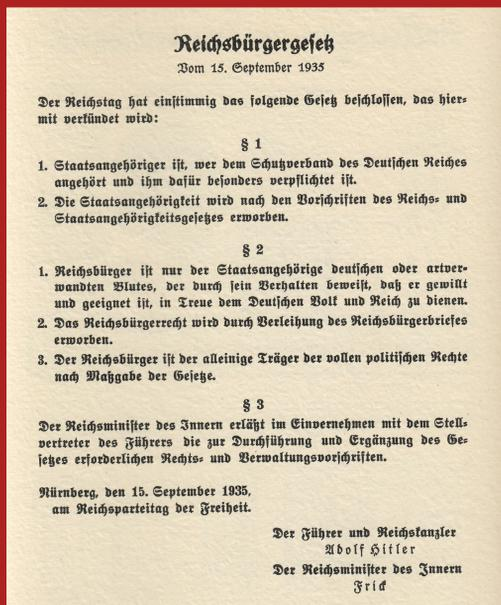 Reichsbürgergesetz
Vom 15. September 1935
Der Reichstag hat einstimmig das folgende Gesetz beschlossen, das hier-
mit verkündet wird:
§ 1
1. Staatsangehöriger ist, wer dem Schutzverband des Deutschen Reiches
angehört und ihm dafür besonders verpflichtet ist.
2. Die Staatsangehörigkeit wird nach den Vorschriften des Reichs- und
Staatsangehörigkeitsgesetzes erworben.
§ 2
1. Reichsbürger ist nur der Staatsangehörige deutschen oder artver-
wandten Blutes, der durch sein Verhalten beweist, daß er gewillt
und geeignet ist, in Treue dem Deutschen Volk und Reich zu dienen.
2. Das Reichsbürgerrecht wird durch Verleihung des Reichsbürgerbriefes
erworben.
3. Der Reichsbürger ist der alleinige Träger der vollen politischen Rechte
nach Maßgabe der Gesetze.
§ 3
Der Reichsminister des Innern erläßt im Einvernehmen mit dem Stell-
vertreter des Führers die zur Durchführung und Ergänzung des Ge-
setzes erforderlichen Rechts- und Verwaltungsvorschriften.
Nürnberg, den 15. September 1935,
am Reichsparteitag der Freiheit.
Der Führer und Reichskanzler
Adolf Hitler
Der Reichsminister des Innern
Frick